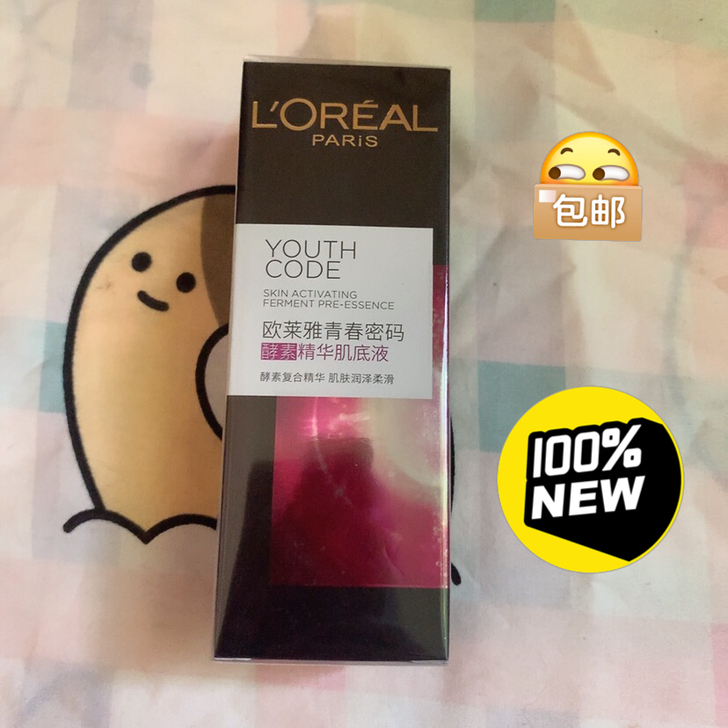 L'ORÉAL
PARiS
YOUTH
CODE
SKIN ACTIVATING
FERMENT PRE-ESSENCE
欧莱雅青春密码
酵素精华肌底液
酵素复合精华 肌肤润泽柔滑
包邮
100%
NEW